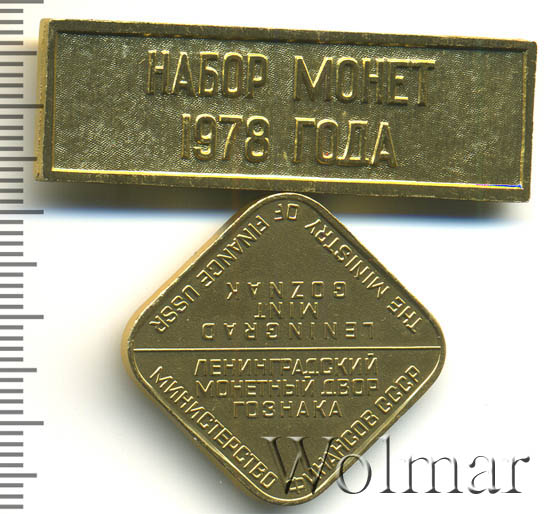 НАБОР МОНЕТ
1978 ГОДА
THE MINISTRY OF FINANCE USSR
LENINGRAD
MINT
GOZNAK
ЛЕНИНГРАДСКИЙ
МОНЕТНЫЙ ДВОР
ГОЗНАКА
МИНИСТЕРСТВО ФИНАНСОВ СССР
Wolmar